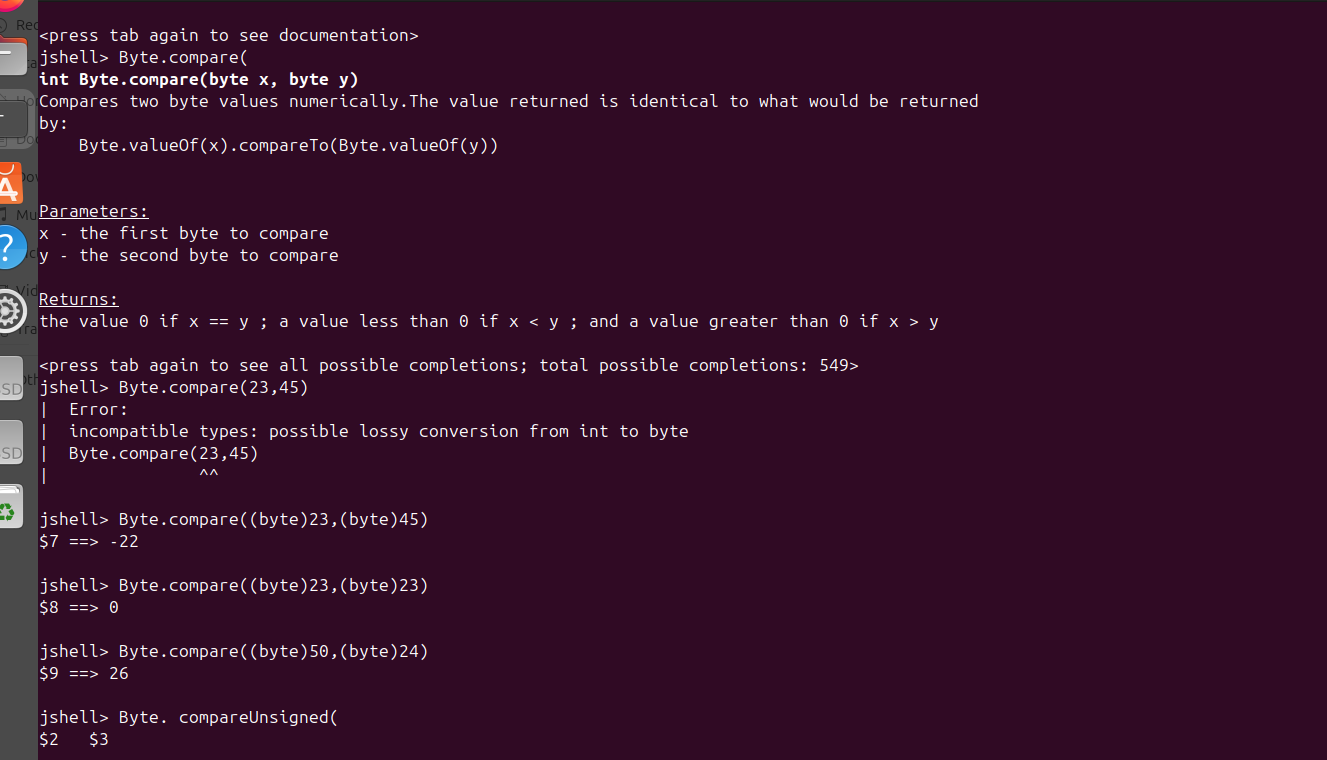 <press tab again to see documentation>
jshell> Byte.compare(
int Byte.compare(byte x, byte y)
Compares two byte values numerically.The value returned is identical to what would be returned
by:
    Byte.valueOf(x).compareTo(Byte.valueOf(y))
Parameters:
x - the first byte to compare
y - the second byte to compare
Returns:
the value 0 if x == y ; a value less than 0 if x < y ; and a value greater than 0 if x > y
<press tab again to see all possible completions; total possible completions: 549>
jshell> Byte.compare(23,45)
|  Error:
|  incompatible types: possible lossy conversion from int to byte
|  Byte.compare(23,45)
|               ^^
jshell> Byte.compare((byte)23,(byte)45)
$7 ==> -22
jshell> Byte.compare((byte)23,(byte)23)
$8 ==> 0
jshell> Byte.compare((byte)50,(byte)24)
$9 ==> 26
jshell> Byte. compareUnsigned(
$2   $3